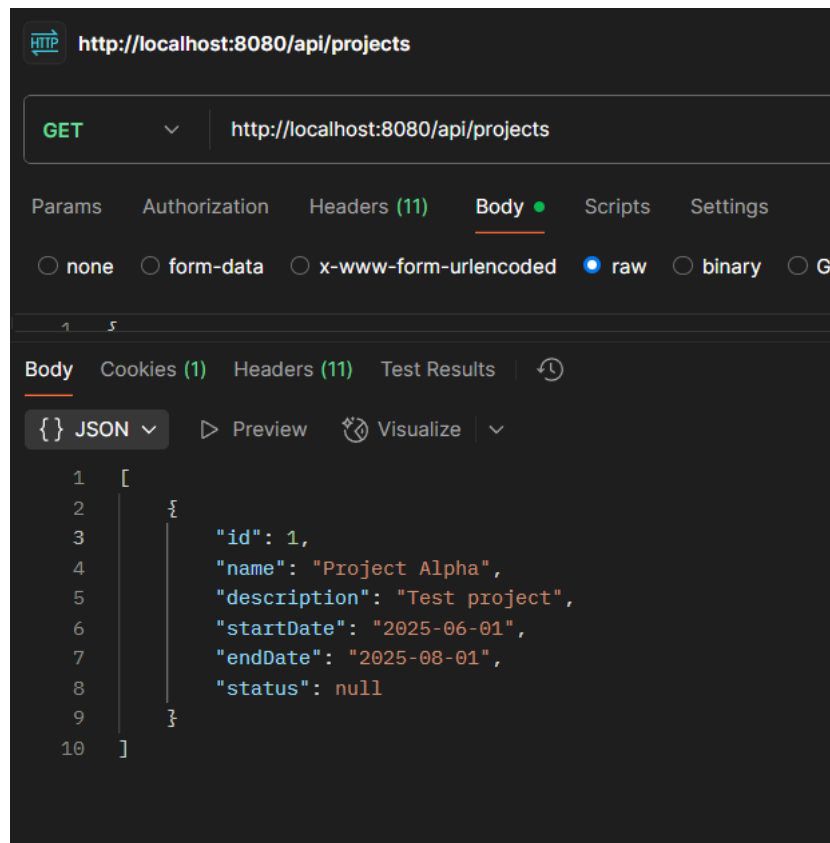 HTTP http://localhost:8080/api/projects
GET http://localhost:8080/api/projects
Params Authorization Headers (11) Body Scripts Settings
none form-data x-www-form-urlencoded raw binary G
1 {
Body Cookies (1) Headers (11) Test Results
{} JSON Preview Visualize
1 [
2 {
3 "id": 1,
4 "name": "Project Alpha",
5 "description": "Test project",
6 "startDate": "2025-06-01",
7 "endDate": "2025-08-01",
8 "status": null
9 }
10 ]